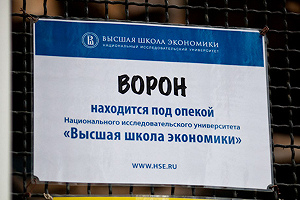 ВЫСШАЯ ШКОЛА ЭКОНОМИКИ
НАЦИОНАЛЬНЫЙ ИССЛЕДОВАТЕЛЬСКИЙ УНИВЕРСИТЕТ
ВОРОН
находится под опекой
Национального исследовательского университета
«Высшая школа экономики»
WWW.HSE.RU